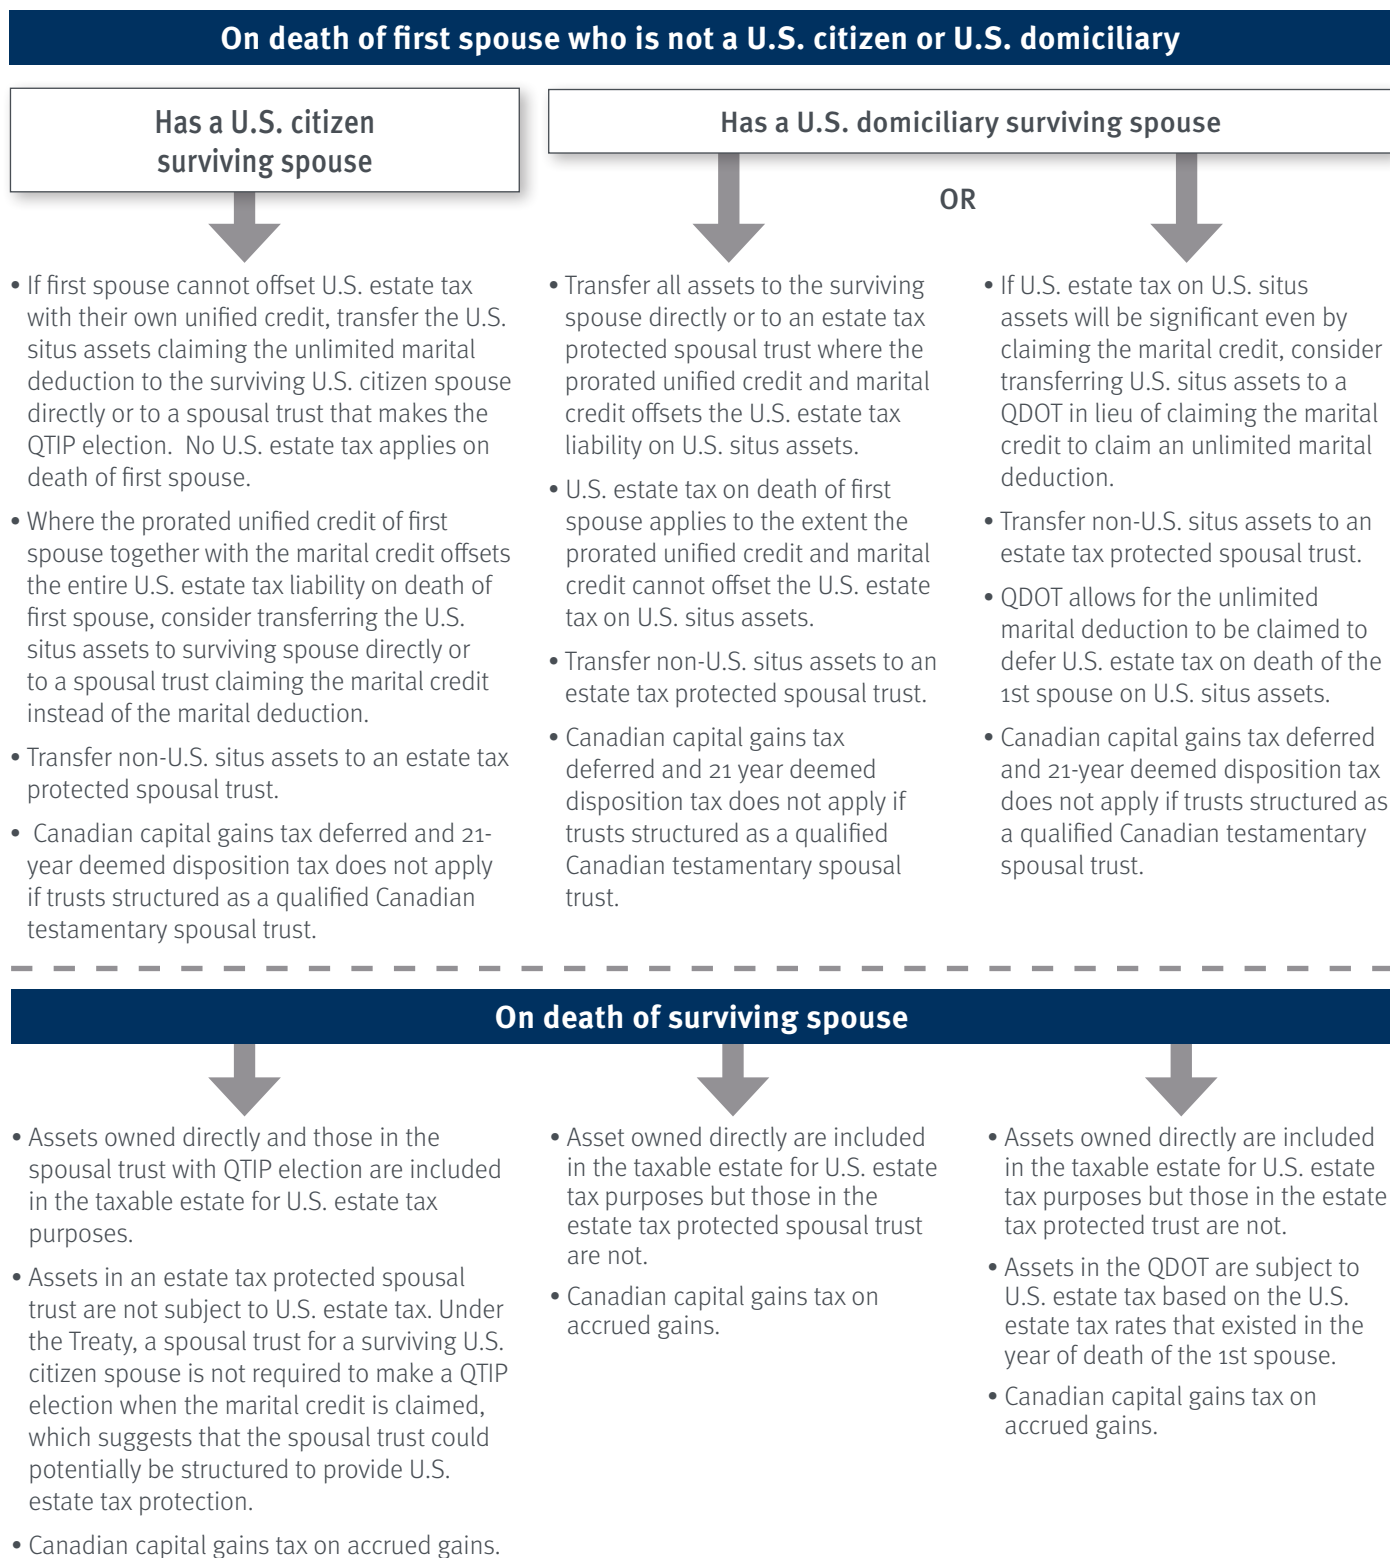 On death of first spouse who is not a U.S. citizen or U.S. domiciliary
Has a U.S. citizen
surviving spouse
• If first spouse cannot offset U.S. estate tax
with their own unified credit, transfer the U.S.
situs assets claiming the unlimited marital
deduction to the surviving U.S. citizen spouse
directly or to a spousal trust that makes the
QTIP election.  No U.S. estate tax applies on
death of first spouse.
• Where the prorated unified credit of first
spouse together with the marital credit offsets
the entire U.S. estate tax liability on death of
first spouse, consider transferring the U.S.
situs assets to surviving spouse directly or
to a spousal trust claiming the marital credit
instead of the marital deduction.
• Transfer non-U.S. situs assets to an estate tax
protected spousal trust.
• Canadian capital gains tax deferred and 21-
year deemed disposition tax does not apply
if trusts structured as a qualified Canadian
testamentary spousal trust.
Has a U.S. domiciliary surviving spouse
OR
• Transfer all assets to the surviving
spouse directly or to an estate tax
protected spousal trust where the
prorated unified credit and marital
credit offsets the U.S. estate tax
liability on U.S. situs assets.
• U.S. estate tax on death of first
spouse applies to the extent the
prorated unified credit and marital
credit cannot offset the U.S. estate
tax on U.S. situs assets.
• Transfer non-U.S. situs assets to an
estate tax protected spousal trust.
• Canadian capital gains tax
deferred and 21 year deemed
disposition tax does not apply if
trusts structured as a qualified
Canadian testamentary spousal
trust.
• If U.S. estate tax on U.S. situs
assets will be significant even by
claiming the marital credit, consider
transferring U.S. situs assets to a
QDOT in lieu of claiming the marital
credit to claim an unlimited marital
deduction.
• Transfer non-U.S. situs assets to an
estate tax protected spousal trust.
• QDOT allows for the unlimited
marital deduction to be claimed to
defer U.S. estate tax on death of the
1st spouse on U.S. situs assets.
• Canadian capital gains tax deferred
and 21-year deemed disposition tax
does not apply if trusts structured as
a qualified Canadian testamentary
spousal trust.
On death of surviving spouse
• Assets owned directly and those in the
spousal trust with QTIP election are included
in the taxable estate for U.S. estate tax
purposes.
• Assets in an estate tax protected spousal
trust are not subject to U.S. estate tax. Under
the Treaty, a spousal trust for a surviving U.S.
citizen spouse is not required to make a QTIP
election when the marital credit is claimed,
which suggests that the spousal trust could
potentially be structured to provide U.S.
estate tax protection.
• Canadian capital gains tax on accrued gains.
• Asset owned directly are included
in the taxable estate for U.S. estate
tax purposes but those in the
estate tax protected spousal trust
are not.
• Canadian capital gains tax on
accrued gains.
• Assets owned directly are included
in the taxable estate for U.S. estate
tax purposes but those in the estate
tax protected trust are not.
• Assets in the QDOT are subject to
U.S. estate tax based on the U.S.
estate tax rates that existed in the
year of death of the 1st spouse.
• Canadian capital gains tax on
accrued gains.